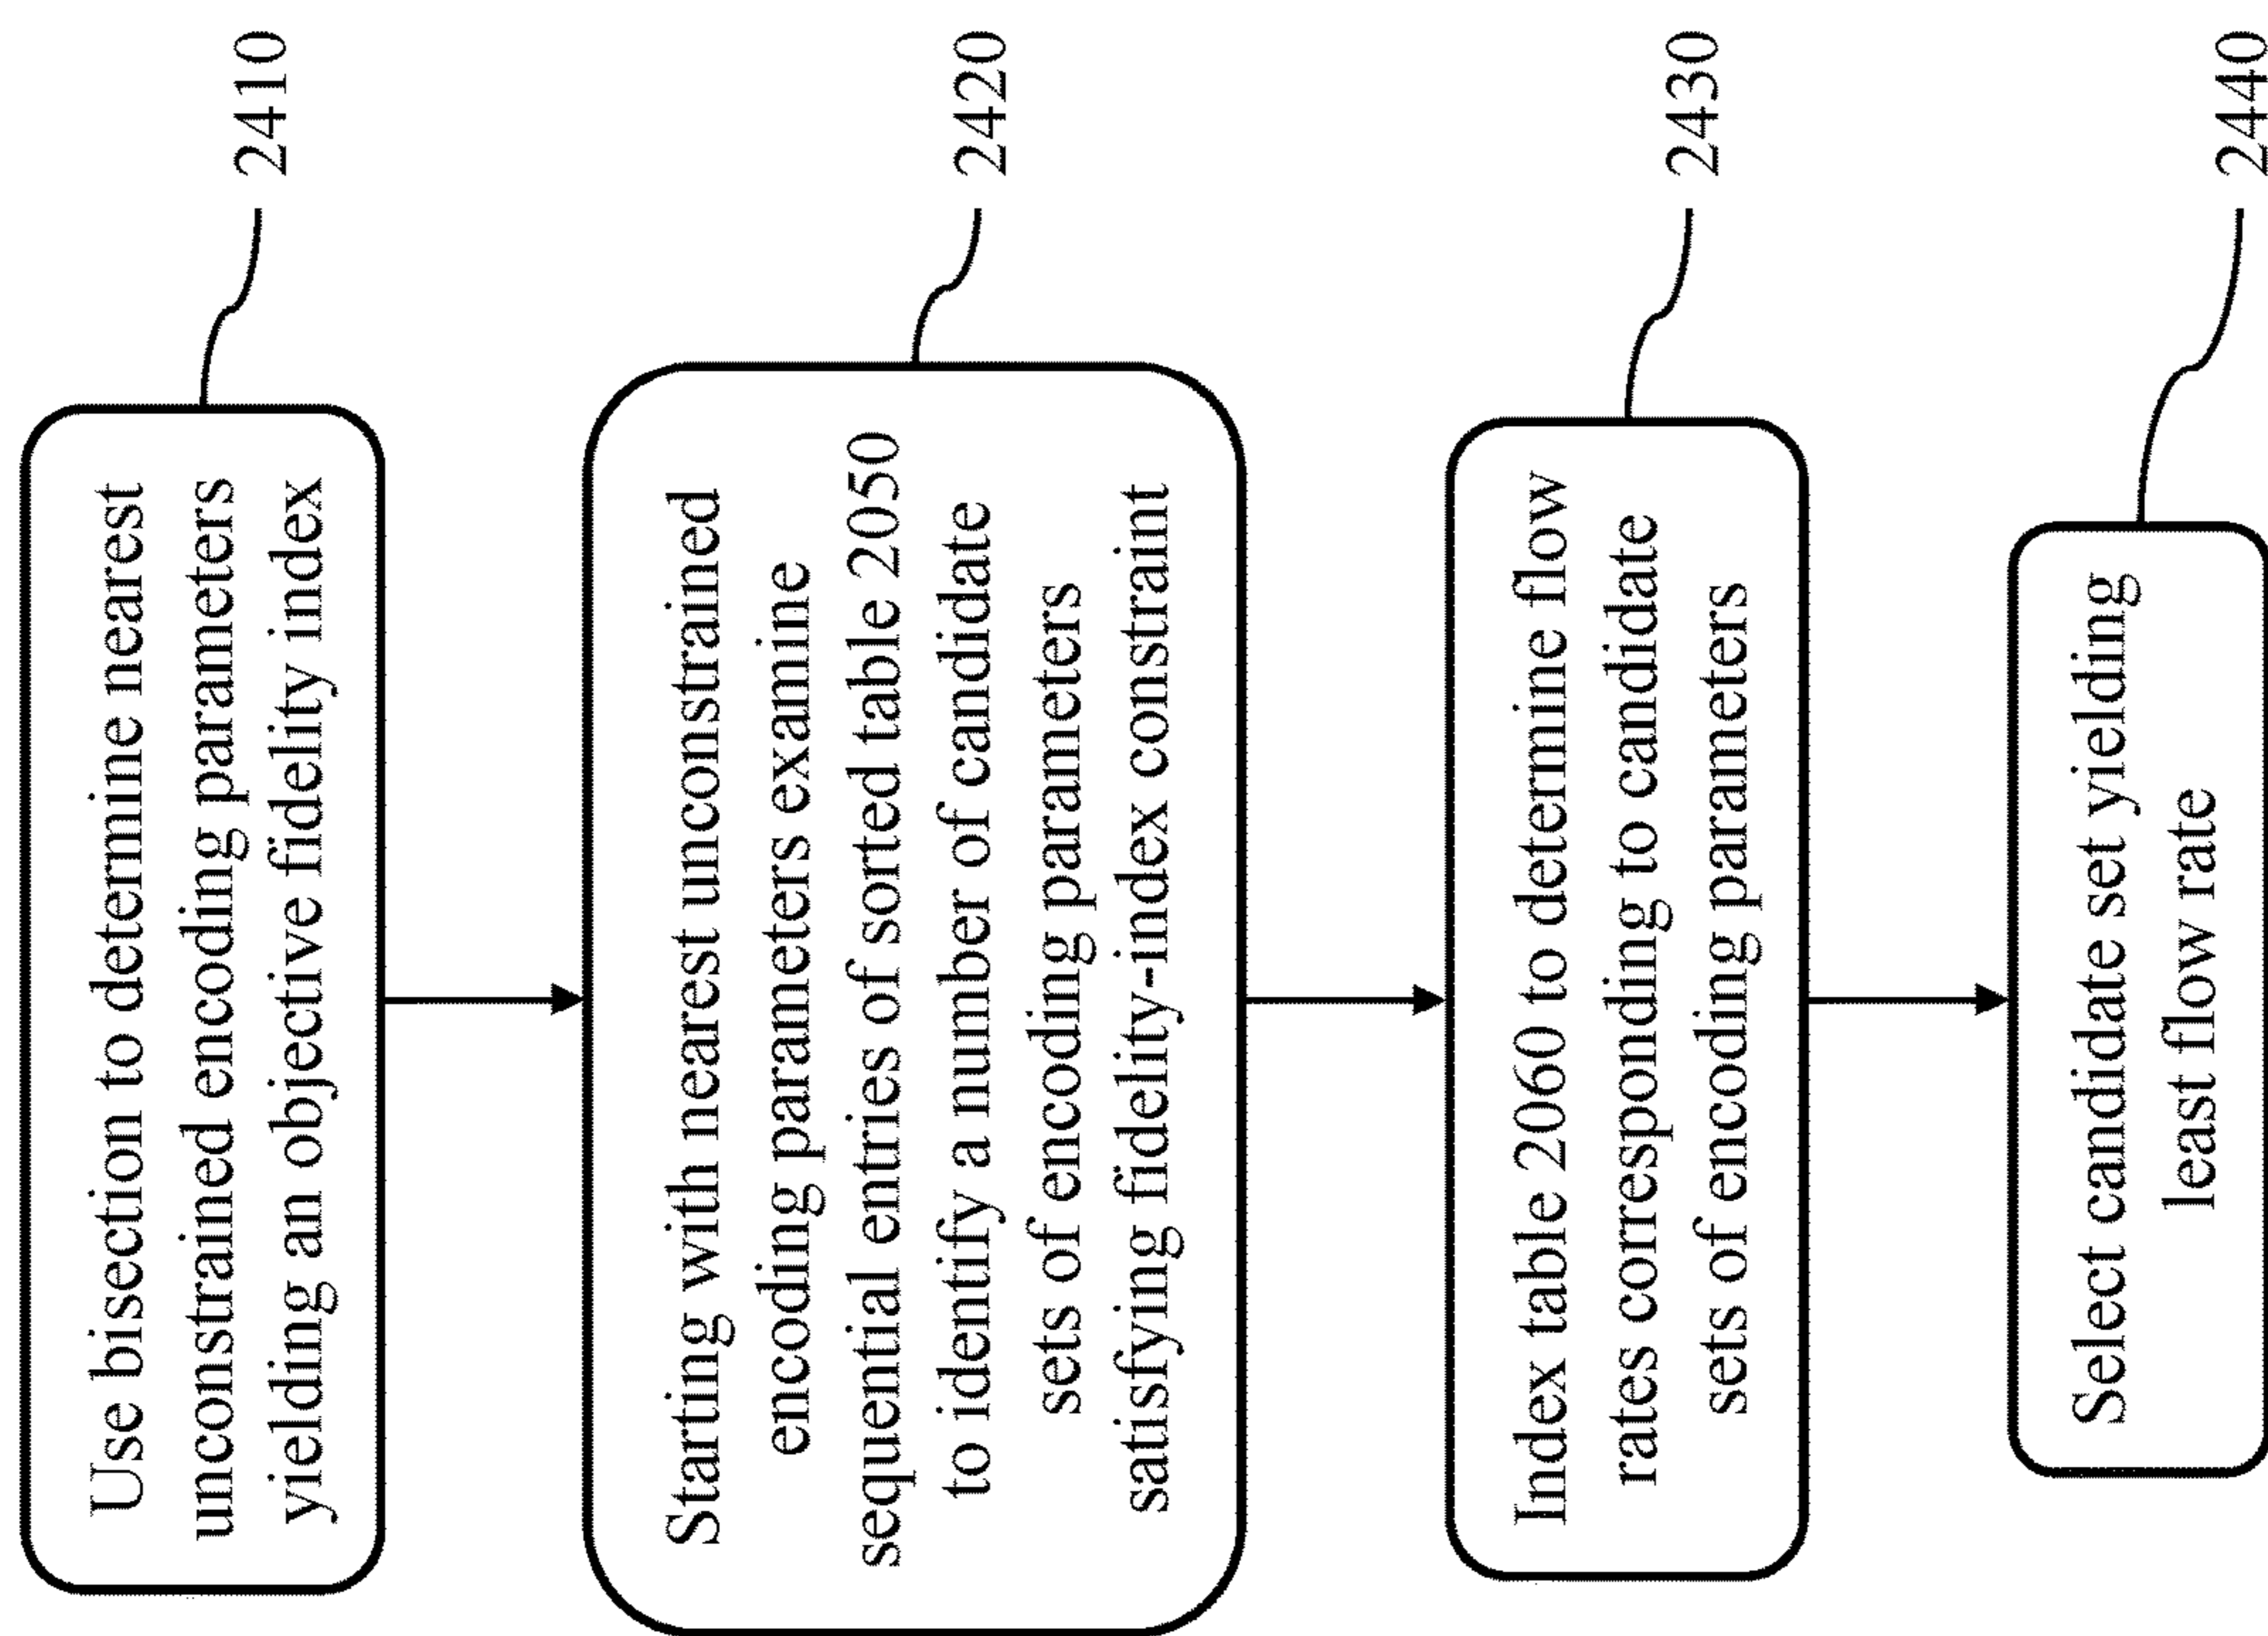 Use bisection to determine nearest
unconstrained encoding parameters
yielding an objective fidelity index
2410
Starting with nearest unconstrained
encoding parameters examine
sequential entries of sorted table 2050
to identify a number of candidate
sets of encoding parameters
satisfying fidelity-index constraint
2420
Index table 2060 to determine flow
rates corresponding to candidate
sets of encoding parameters
2430
Select candidate set yielding
least flow rate
2440